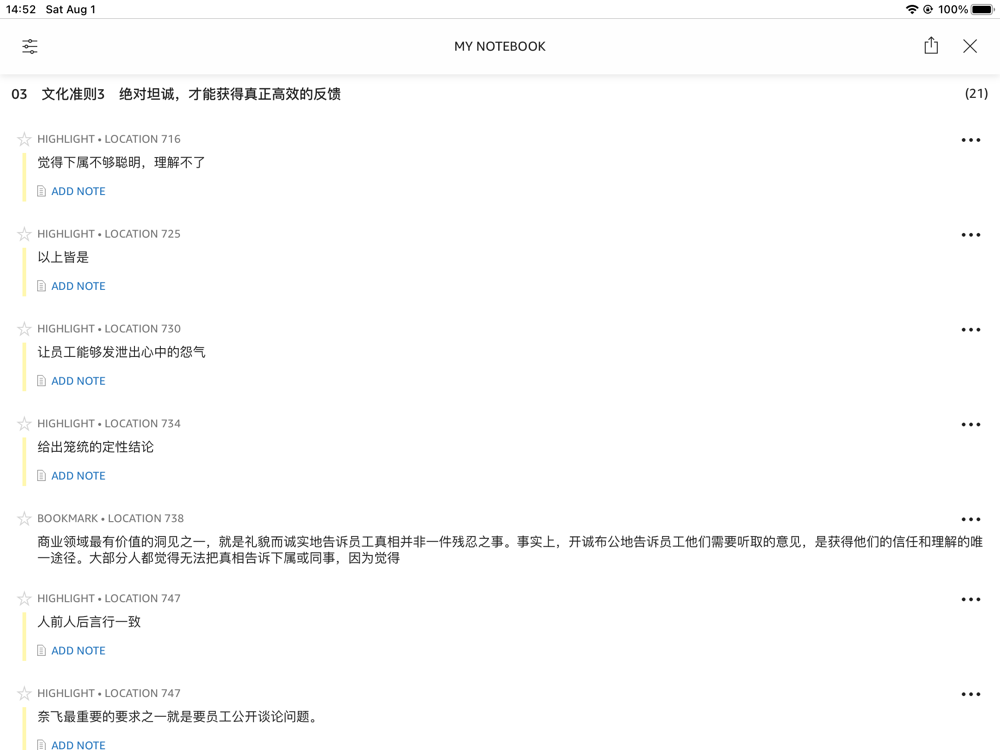 14:52 Sat Aug 1 100%
MY NOTEBOOK
03 文化准则3 绝对坦诚，才能获得真正高效的反馈 (21)
HIGHLIGHT • LOCATION 716
觉得下属不够聪明，理解不了
ADD NOTE
HIGHLIGHT • LOCATION 725
以上皆是
ADD NOTE
HIGHLIGHT • LOCATION 730
让员工能够发泄出心中的怨气
ADD NOTE
HIGHLIGHT • LOCATION 734
给出笼统的定性结论
ADD NOTE
BOOKMARK • LOCATION 738
商业领域最有价值的洞见之一，就是礼貌而诚实地告诉员工真相并非一件残忍之事。事实上，开诚布公地告诉员工他们需要听取的意见，是获得他们的信任和理解的唯
一途径。大部分人都觉得无法把真相告诉下属或同事，因为觉得
HIGHLIGHT • LOCATION 747
人前人后言行一致
ADD NOTE
HIGHLIGHT • LOCATION 747
奈飞最重要的要求之一就是要员工公开谈论问题。
ADD NOTE